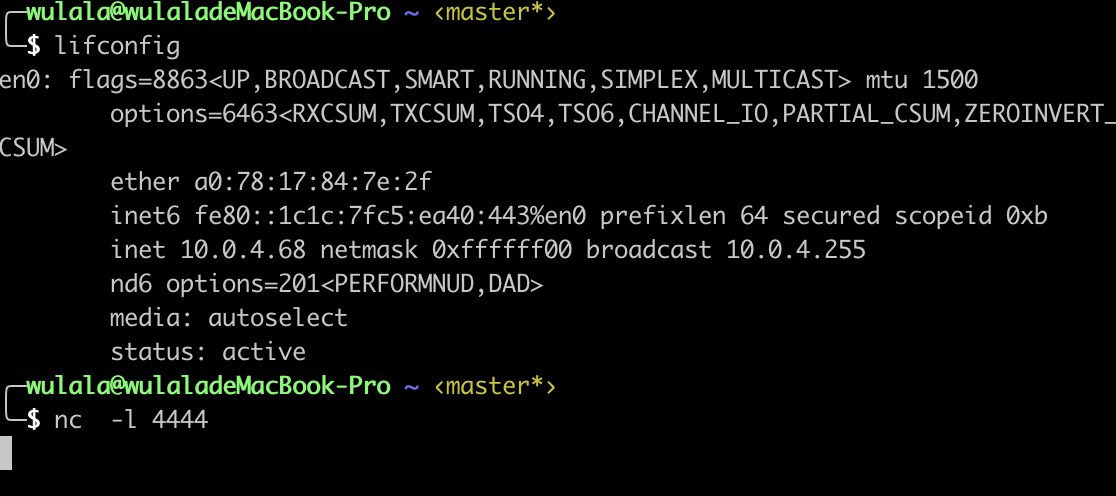 wulala@wulaladeMacBook-Pro ~ ‹master*›
$ lifconfig
en0: flags=8863<UP,BROADCAST,SMART,RUNNING,SIMPLEX,MULTICAST> mtu 1500
options=6463<RXCSUM,TXCSUM,TSO4,TSO6,CHANNEL_IO,PARTIAL_CSUM,ZEROINVERT_
CSUM>
ether a0:78:17:84:7e:2f
inet6 fe80::1c1c:7fc5:ea40:443%en0 prefixlen 64 secured scopeid 0xb
inet 10.0.4.68 netmask 0xffffff00 broadcast 10.0.4.255
nd6 options=201<PERFORMNUD,DAD>
media: autoselect
status: active
wulala@wulaladeMacBook-Pro ~ ‹master*›
$ nc  -l 4444